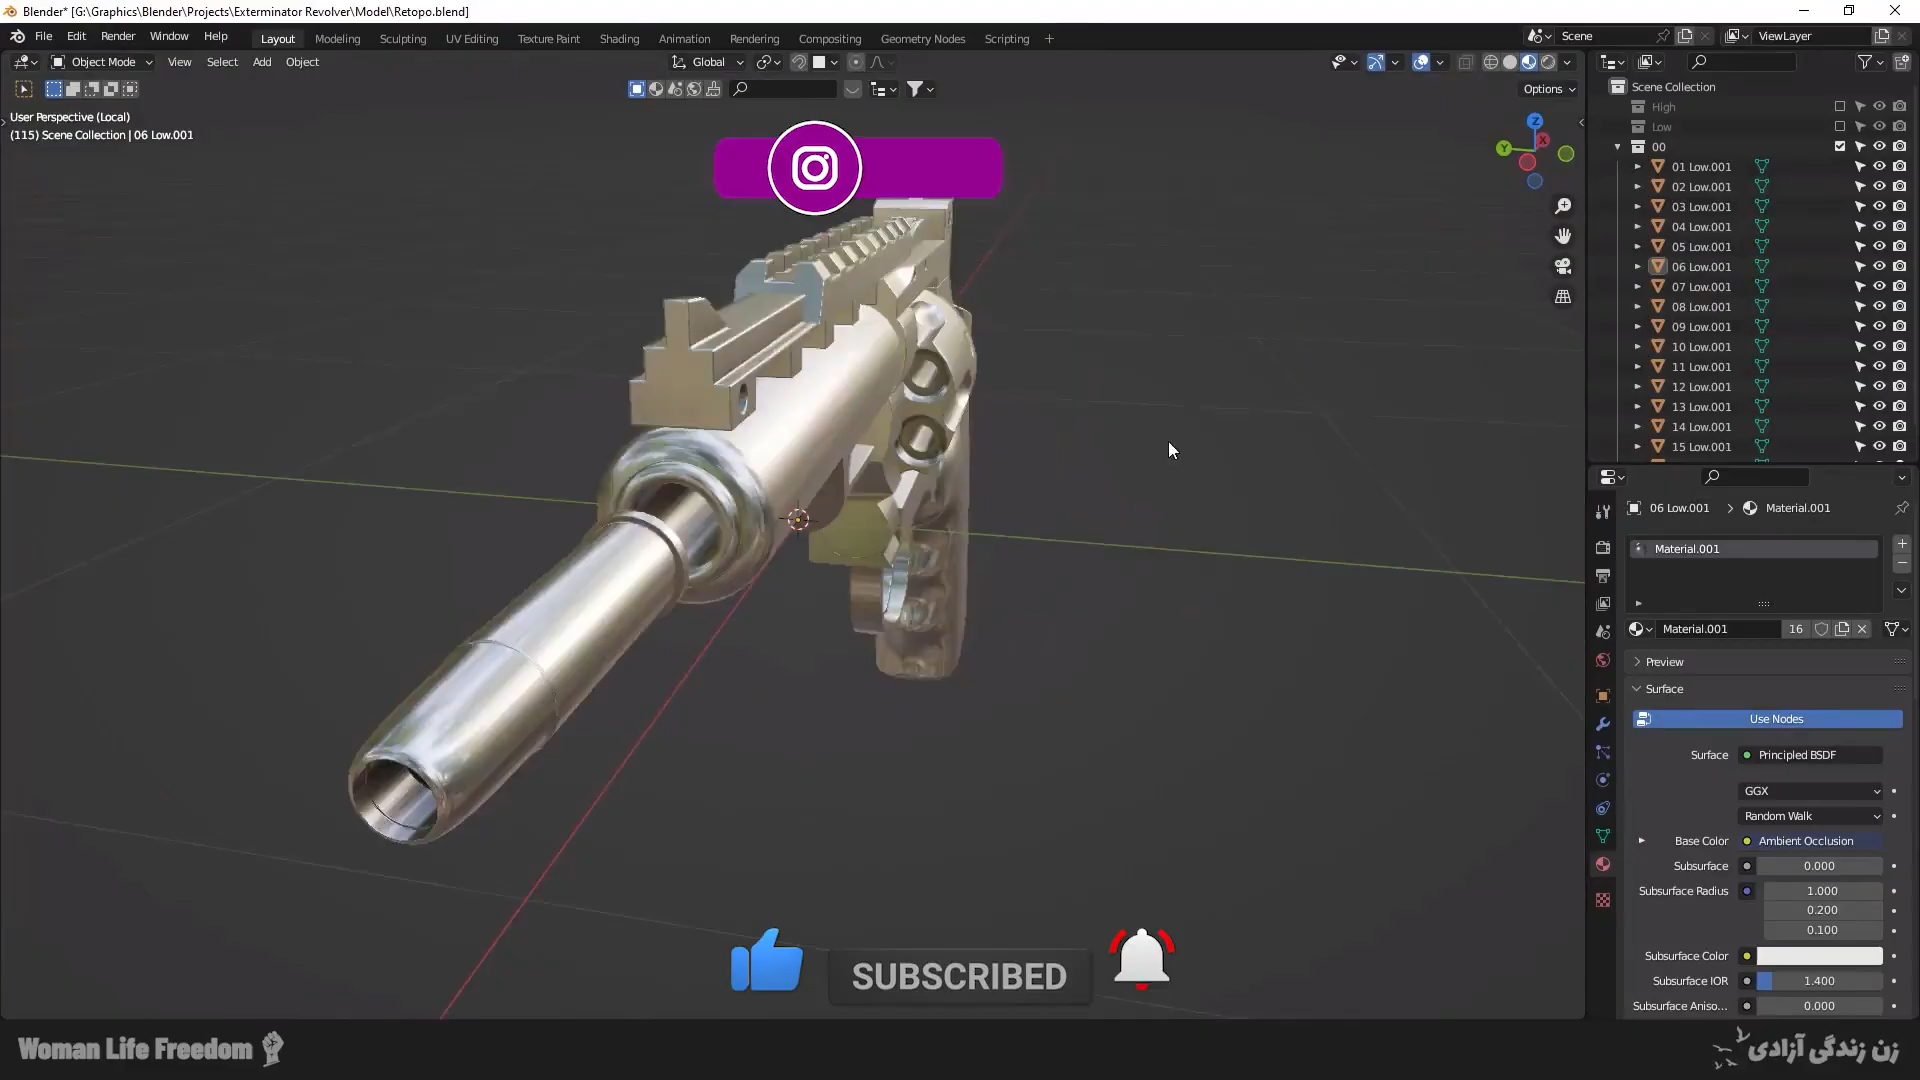 Blender* [G:\Graphics\Blender\Projects\Exterminator Revolver\Model\Retopo.blend]
File Edit Render Window Help Layout Modeling Sculpting UV Editing Texture Paint Shading Animation Rendering Compositing Geometry Nodes Scripting + Scene ViewLayer
Object Mode View Select Add Object Global
Options
User Perspective (Local)
(115) Scene Collection | 06 Low.001
Z
X
Y
Scene Collection
High
Low
00
01 Low.001
02 Low.001
03 Low.001
04 Low.001
05 Low.001
06 Low.001
07 Low.001
08 Low.001
09 Low.001
10 Low.001
11 Low.001
12 Low.001
13 Low.001
14 Low.001
15 Low.001
06 Low.001 > Material.001
Material.001
Material.001 16
Preview
Surface
Use Nodes
Surface Principled BSDF
GGX
Random Walk
Base Color Ambient Occlusion
Subsurface 0.000
Subsurface Radius 1.000
0.200
0.100
Subsurface Color
Subsurface IOR 1.400
Subsurface Aniso... 0.000
SUBSCRIBED
Woman Life Freedom
زن زندگی آزادی